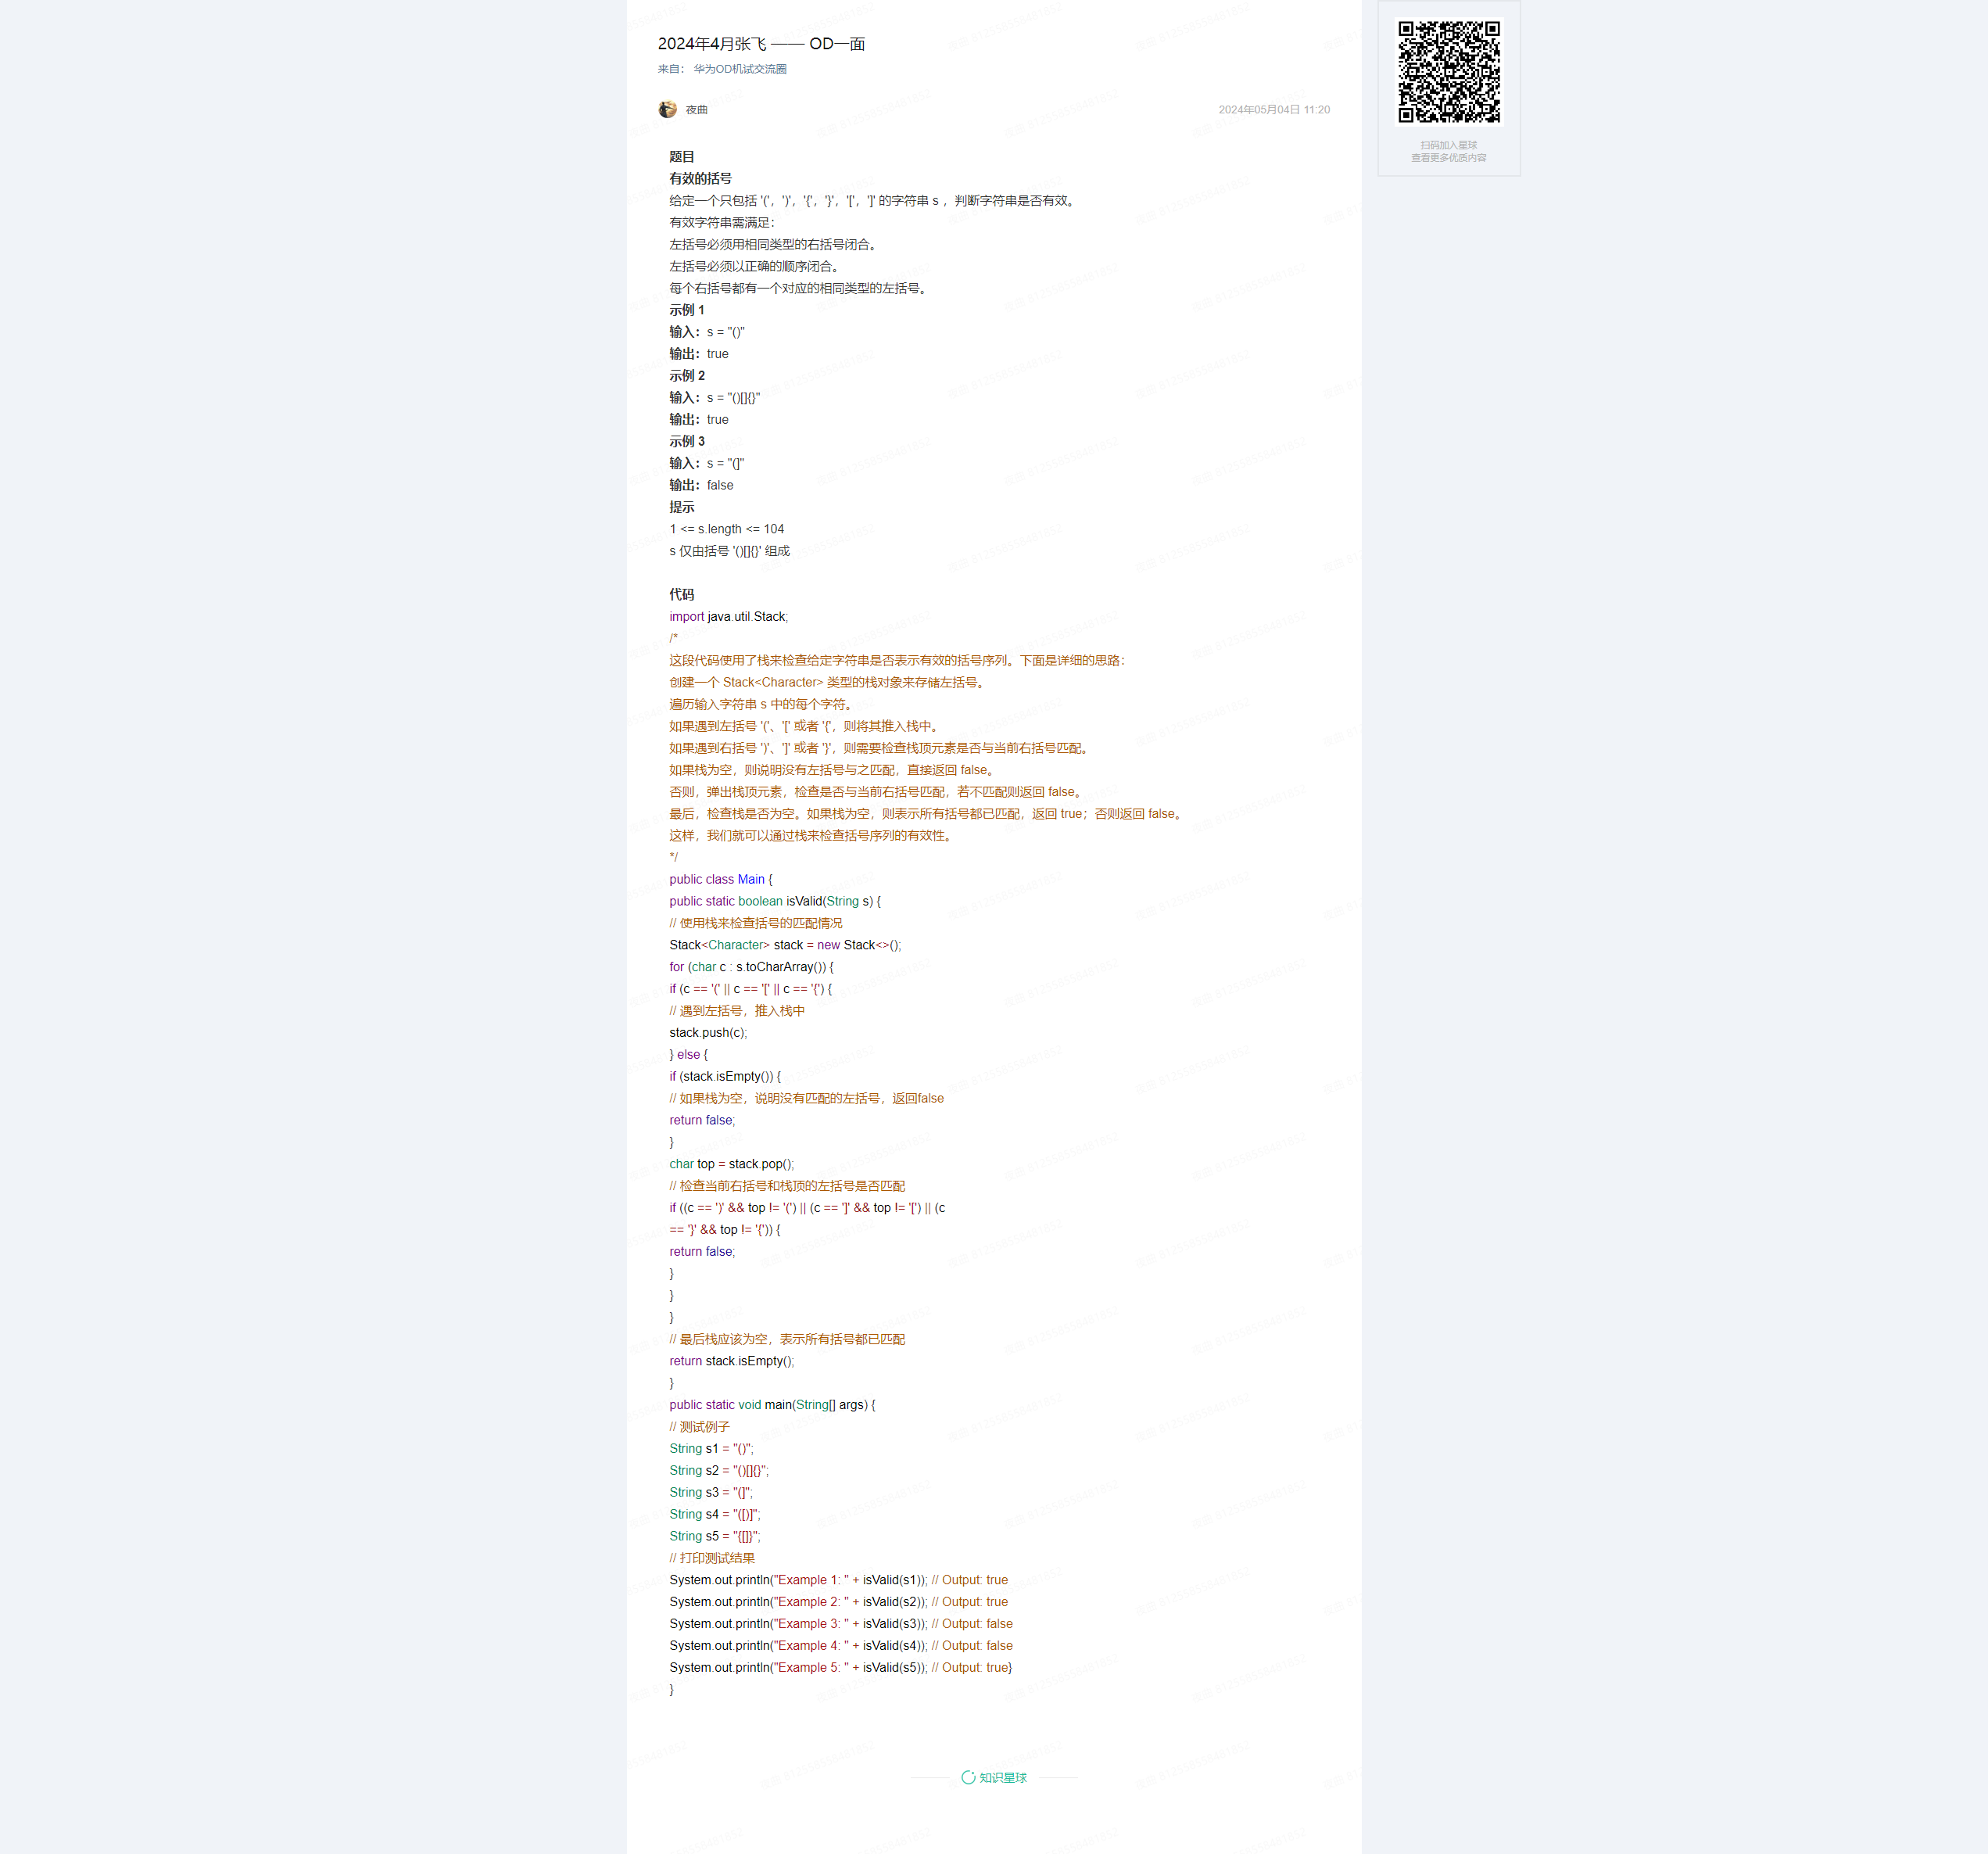 2024年4月张飞 —— OD一面
来自： 华为OD机试交流圈
夜曲
2024年05月04日 11:20
扫码加入星球
查看更多优质内容
题目
有效的括号
给定一个只包括 '('，')'，'{'，'}'，'['，']' 的字符串 s ，判断字符串是否有效。
有效字符串需满足：
左括号必须用相同类型的右括号闭合。
左括号必须以正确的顺序闭合。
每个右括号都有一个对应的相同类型的左括号。
示例 1
输入：s = "()"
输出：true
示例 2
输入：s = "()[]{}"
输出：true
示例 3
输入：s = "(]"
输出：false
提示
1 <= s.length <= 104
s 仅由括号 '()[]{}' 组成
代码
import java.util.Stack;
/*
这段代码使用了栈来检查给定字符串是否表示有效的括号序列。下面是详细的思路：
创建一个 Stack<Character> 类型的栈对象来存储左括号。
遍历输入字符串 s 中的每个字符。
如果遇到左括号 '('、'[' 或者 '{'，则将其推入栈中。
如果遇到右括号 ')'、']' 或者 '}'，则需要检查栈顶元素是否与当前右括号匹配。
如果栈为空，则说明没有左括号与之匹配，直接返回 false。
否则，弹出栈顶元素，检查是否与当前右括号匹配，若不匹配则返回 false。
最后，检查栈是否为空。如果栈为空，则表示所有括号都已匹配，返回 true；否则返回 false。
这样，我们就可以通过栈来检查括号序列的有效性。
*/
public class Main {
public static boolean isValid(String s) {
// 使用栈来检查括号的匹配情况
Stack<Character> stack = new Stack<>();
for (char c : s.toCharArray()) {
if (c == '(' || c == '[' || c == '{') {
// 遇到左括号，推入栈中
stack.push(c);
} else {
if (stack.isEmpty()) {
// 如果栈为空，说明没有匹配的左括号，返回false
return false;
}
char top = stack.pop();
// 检查当前右括号和栈顶的左括号是否匹配
if ((c == ')' && top != '(') || (c == ']' && top != '[') || (c
== '}' && top != '{')) {
return false;
}
}
}
// 最后栈应该为空，表示所有括号都已匹配
return stack.isEmpty();
}
public static void main(String[] args) {
// 测试例子
String s1 = "()";
String s2 = "()[]{}";
String s3 = "(]";
String s4 = "([)]";
String s5 = "{[]}";
// 打印测试结果
System.out.println("Example 1: " + isValid(s1)); // Output: true
System.out.println("Example 2: " + isValid(s2)); // Output: true
System.out.println("Example 3: " + isValid(s3)); // Output: false
System.out.println("Example 4: " + isValid(s4)); // Output: false
System.out.println("Example 5: " + isValid(s5)); // Output: true}
}
知识星球